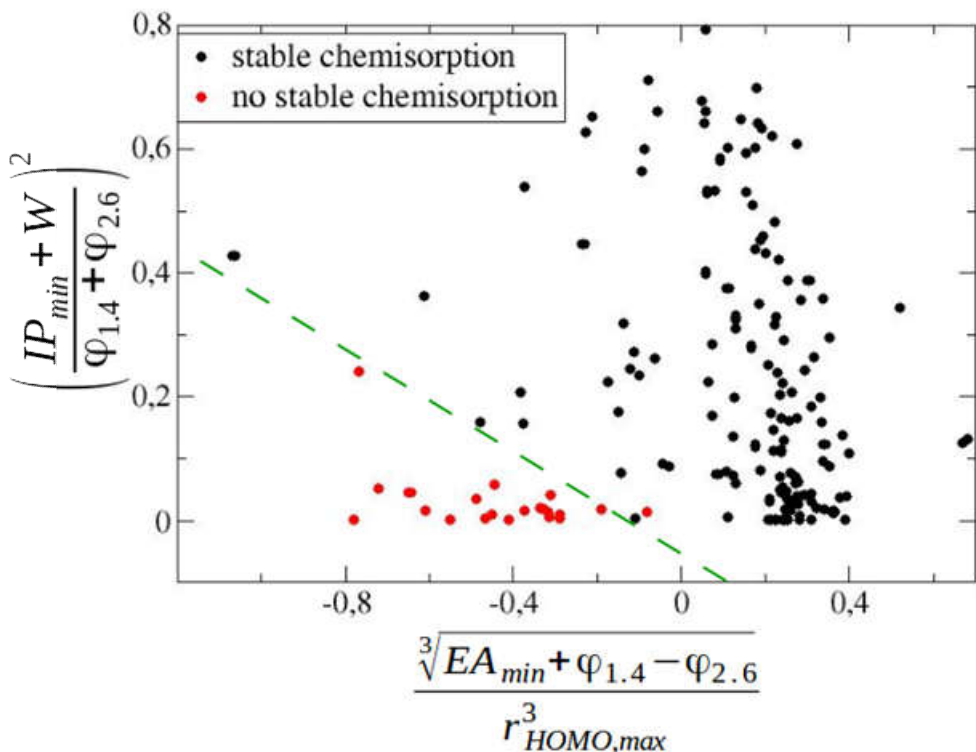 0,8
stable chemisorption
no stable chemisorption
0,6
0,4
0,2
0
(IP_min + W / φ_1.4 + φ_2.6)^2
-0,8 -0,4 0 0,4
∛(EA_min + φ_1.4 − φ_2.6)
r^3_HOMO,max